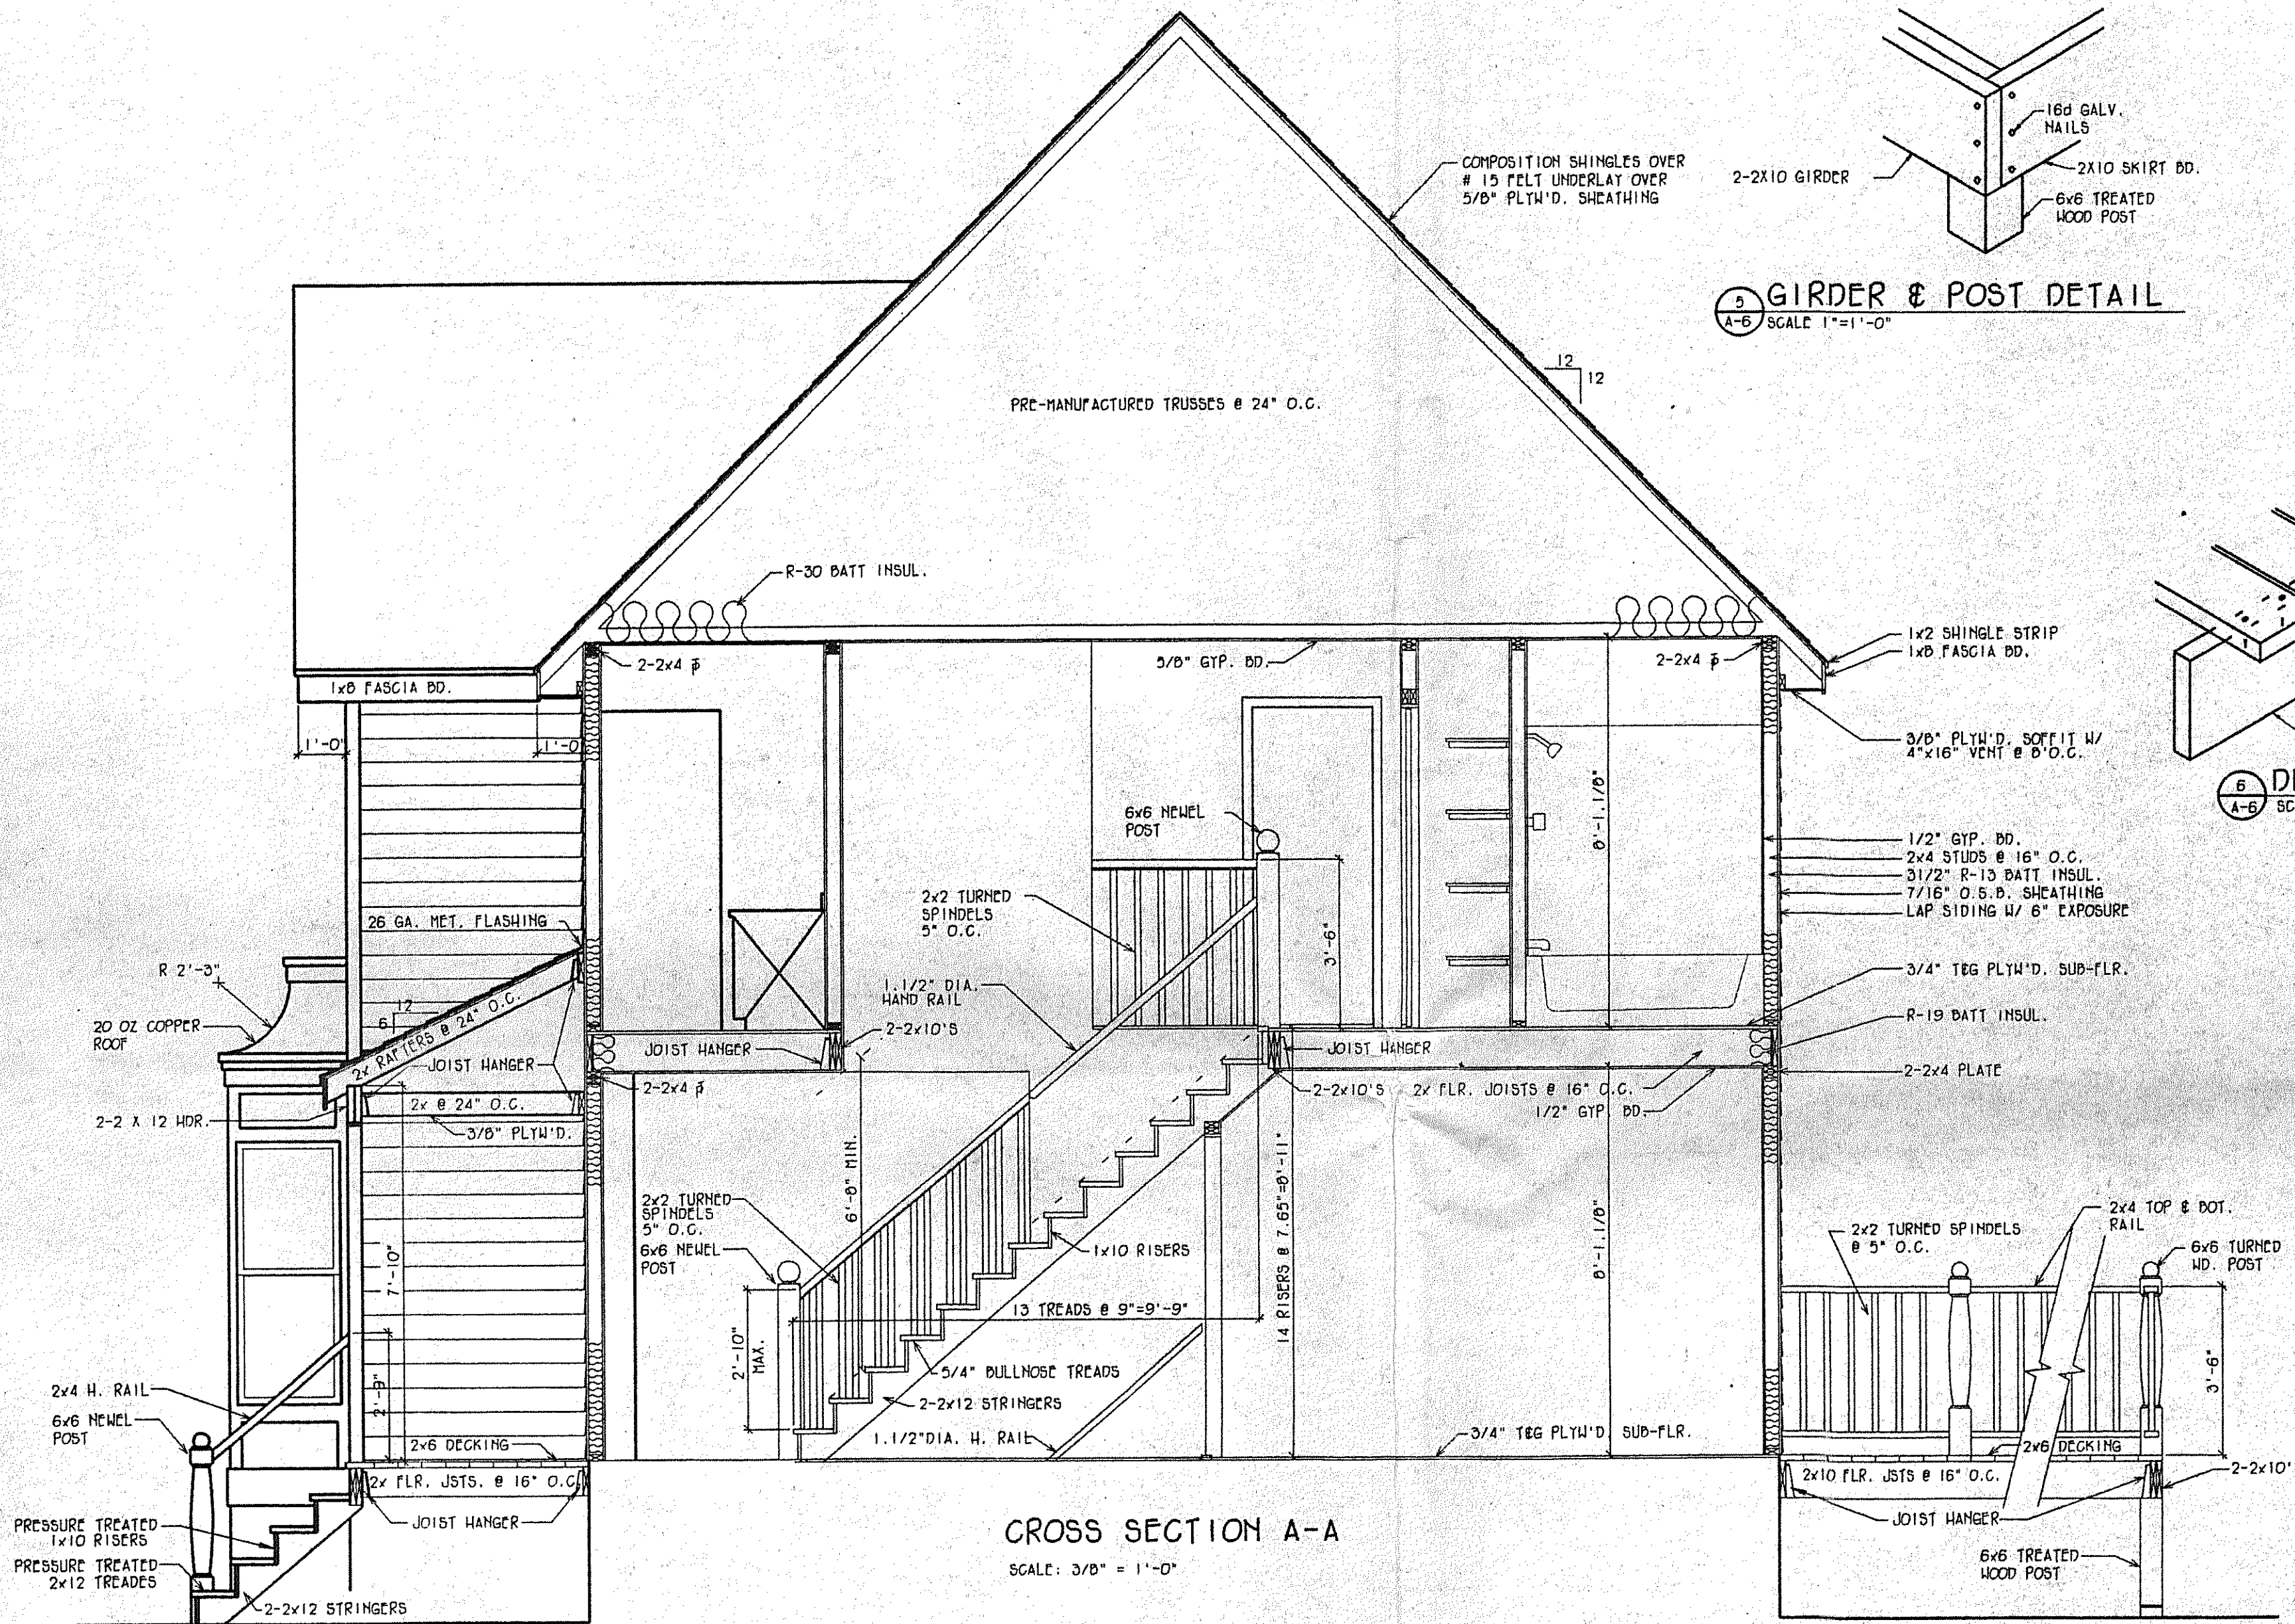 16d GALV.
NAILS
2-2X10 GIRDER
2X10 SKIRT BD.
6x6 TREATED
WOOD POST
5
A-6
GIRDER & POST DETAIL
SCALE 1"=1'-0"
COMPOSITION SHINGLES OVER
# 15 FELT UNDERLAY OVER
5/8" PLYW'D. SHEATHING
12
12
PRE-MANUFACTURED TRUSSES @ 24" O.C.
R-30 BATT INSUL.
2-2x4
5/8" GYP. BD.
2-2x4
1x2 SHINGLE STRIP
1x8 FASCIA BD.
1x8 FASCIA BD.
1'-0"
1'-0"
3/8" PLYW'D. SOFFIT W/
4"x16" VENT @ 8'O.C.
6
A-6
6x6 NEWEL
POST
8'-1.1/8"
1/2" GYP. BD.
2x4 STUDS @ 16" O.C.
31/2" R-13 BATT INSUL.
7/16" O.S.B. SHEATHING
LAP SIDING W/ 6" EXPOSURE
2x2 TURNED
SPINDELS
5" O.C.
3'-6"
26 GA. MET. FLASHING
R 2'-3"
1.1/2" DIA.
HAND RAIL
3/4" T&G PLYW'D. SUB-FLR.
20 OZ COPPER
ROOF
12
6
2x RAFTERS @ 24" O.C.
JOIST HANGER
JOIST HANGER
2-2x10'S
JOIST HANGER
R-19 BATT INSUL.
2-2x4
2-2x10'S
2x FLR. JOISTS @ 16" O.C.
2-2x4 PLATE
1/2" GYP. BD.
2x @ 24" O.C.
2-2 X 12 HDR.
3/8" PLYW'D.
6'-8" MIN.
2x2 TURNED
SPINDELS
5" O.C.
6x6 NEWEL
POST
1x10 RISERS
14 RISERS @ 7.65"=8'-11"
8'-1.1/8"
7'-10"
13 TREADS @ 9"=9'-9"
2'-10"
MAX.
5/4" BULLNOSE TREADS
2-2x12 STRINGERS
1.1/2"DIA. H. RAIL
3/4" T&G PLYW'D. SUB-FLR.
2x4 TOP & BOT.
RAIL
2x2 TURNED SPINDELS
@ 5" O.C.
6x6 TURNED
WD. POST
3'-6"
2x4 H. RAIL
6x6 NEWEL
POST
2'-9"
2x6 DECKING
2x FLR. JSTS. @ 16" O.C.
JOIST HANGER
2x6 DECKING
2x10 FLR. JSTS @ 16" O.C.
2-2x10'
JOIST HANGER
6x6 TREATED
WOOD POST
PRESSURE TREATED
1x10 RISERS
PRESSURE TREATED
2x12 TREADES
2-2x12 STRINGERS
CROSS SECTION A-A
SCALE: 3/8" = 1'-0"